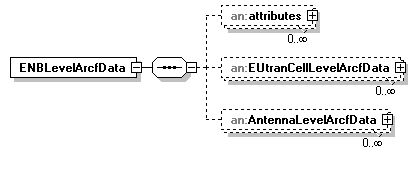 an:attributes
0..∞
ENBLevelArcfData
an:EUtranCellLevelArcfData
0..∞
an:AntennaLevelArcfData
0..∞